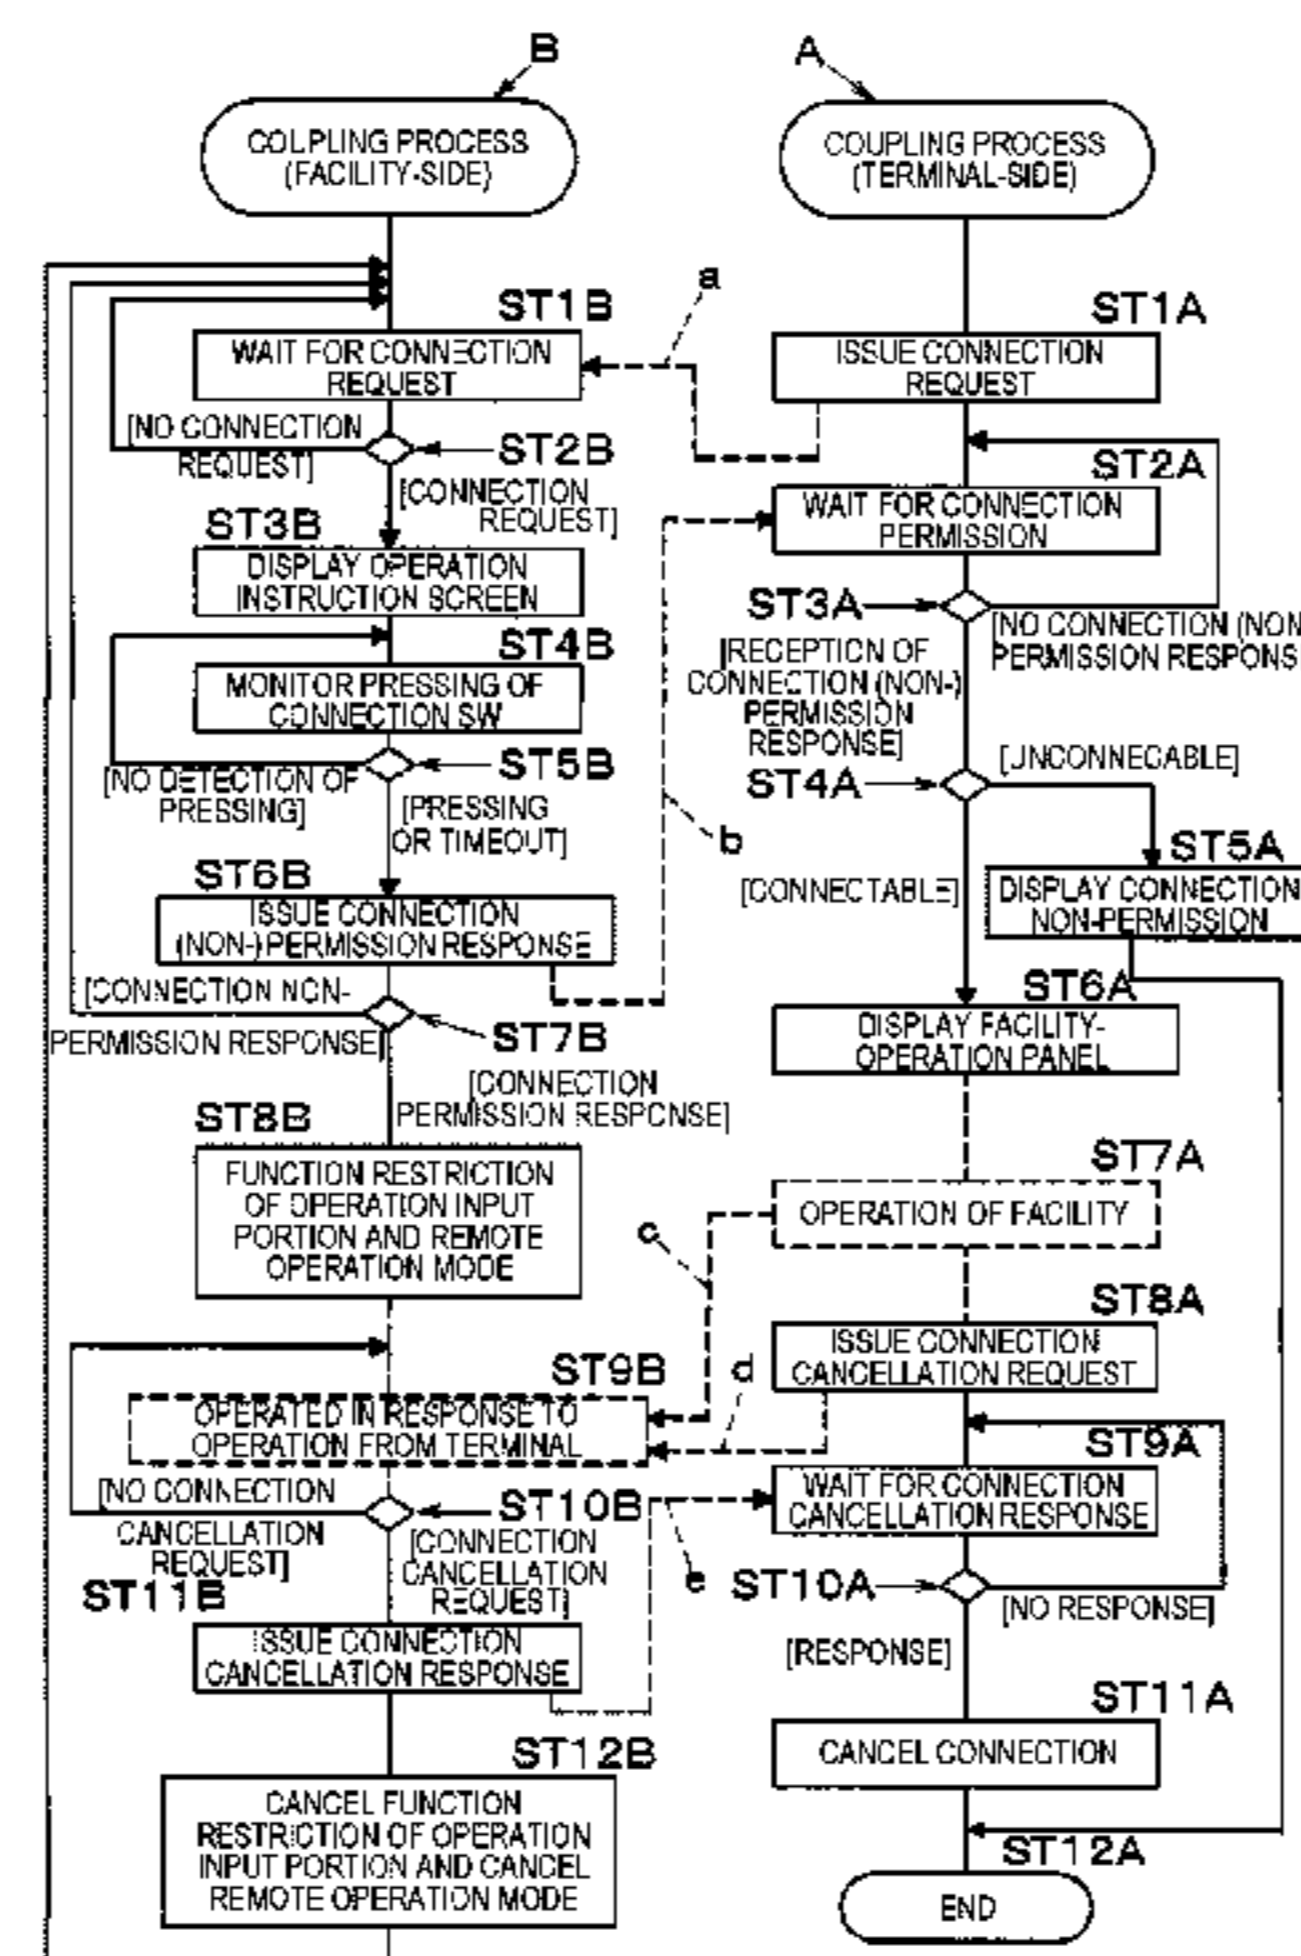 B
COUPLING PROCESS
(FACILITY-SIDE)
ST1B
WAIT FOR CONNECTION
REQUEST
[NO CONNECTION
REQUEST]
ST2B
[CONNECTION
REQUEST]
ST3B
DISPLAY OPERATION
INSTRUCTION SCREEN
ST4B
MONITOR PRESSING OF
CONNECTION SW
[NO DETECTION OF
PRESSING]
ST5B
[PRESSING
OR TIMEOUT]
ST6B
ISSUE CONNECTION
(NON-)PERMISSION RESPONSE
[CONNECTION NON-
PERMISSION RESPONSE]
ST7B
[CONNECTION
PERMISSION RESPONSE]
ST8B
FUNCTION RESTRICTION
OF OPERATION INPUT
PORTION AND REMOTE
OPERATION MODE
ST9B
OPERATED IN RESPONSE TO
OPERATION FROM TERMINAL
[NO CONNECTION
CANCELLATION
REQUEST]
ST10B
[CONNECTION
CANCELLATION
REQUEST]
ST11B
ISSUE CONNECTION
CANCELLATION RESPONSE
ST12B
CANCEL FUNCTION
RESTRICTION OF OPERATION
INPUT PORTION AND CANCEL
REMOTE OPERATION MODE
a
b
c
d
e
A
COUPLING PROCESS
(TERMINAL-SIDE)
ST1A
ISSUE CONNECTION
REQUEST
ST2A
WAIT FOR CONNECTION
PERMISSION
ST3A
[NO CONNECTION (NON
PERMISSION RESPONS
[RECEPTION OF
CONNECTION (NON-)
PERMISSION
RESPONSE]
ST4A
[UNCONNECABLE]
ST5A
DISPLAY CONNECTION
NON-PERMISSION
[CONNECTABLE]
ST6A
DISPLAY FACILITY-
OPERATION PANEL
ST7A
OPERATION OF FACILITY
ST8A
ISSUE CONNECTION
CANCELLATION REQUEST
ST9A
WAIT FOR CONNECTION
CANCELLATION RESPONSE
ST10A
[NO RESPONSE]
[RESPONSE]
ST11A
CANCEL CONNECTION
ST12A
END